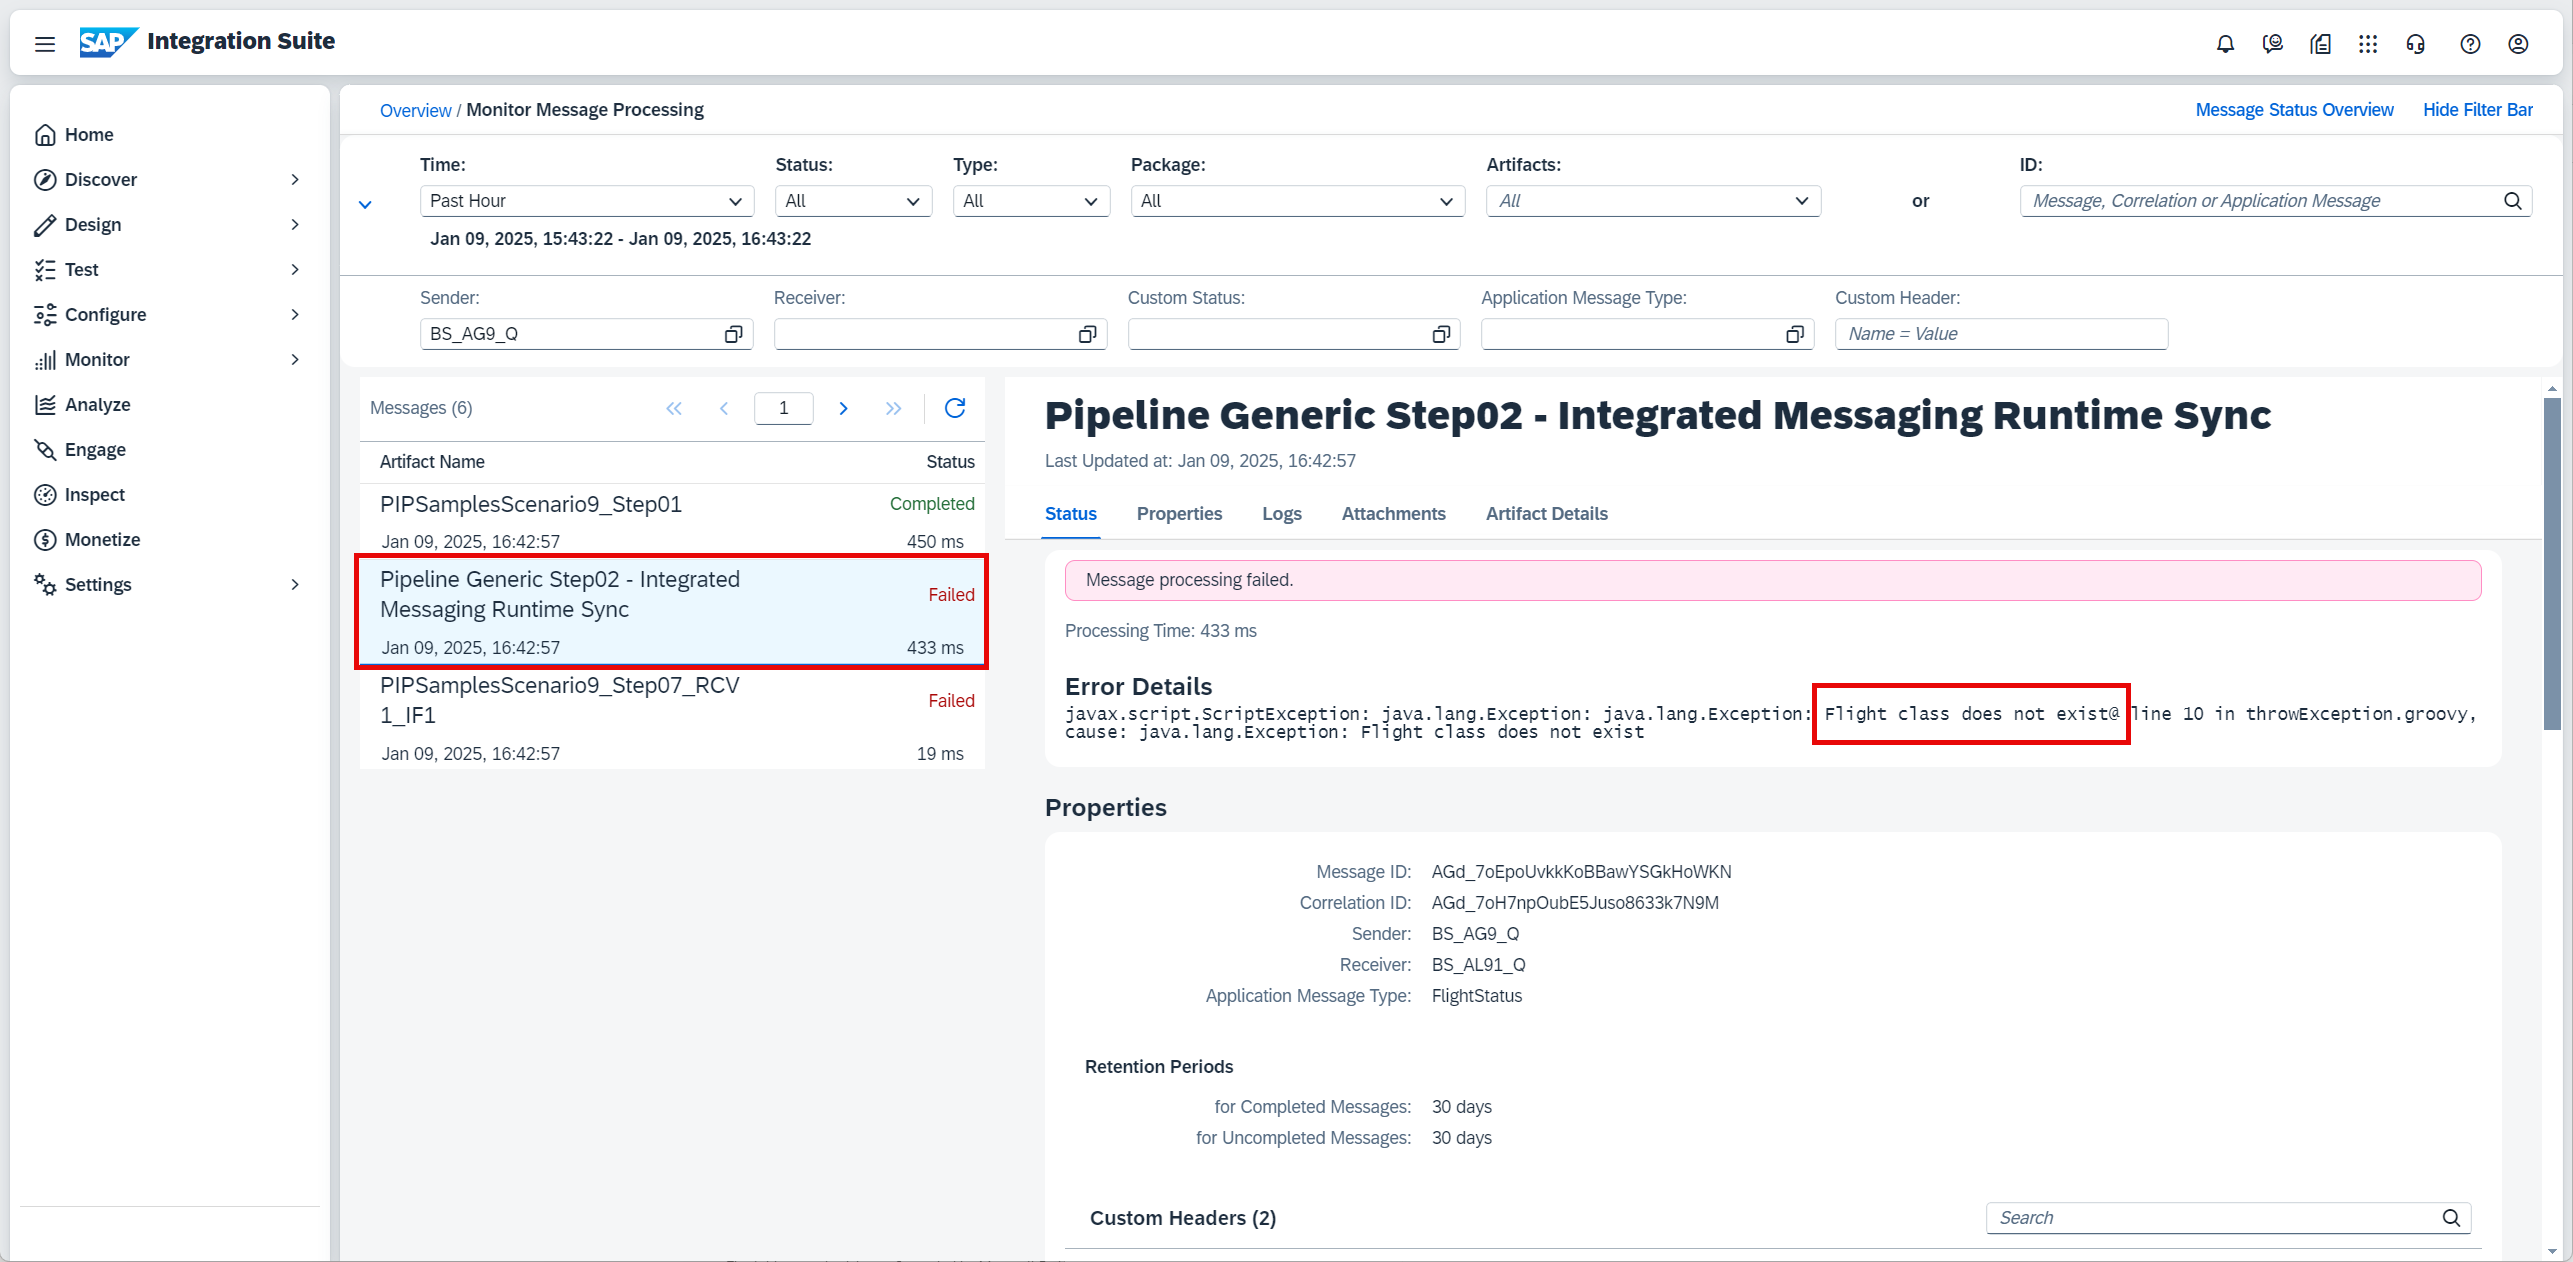 SAP Integration Suite
Home
Discover
Design
Test
Configure
Monitor
Analyze
Engage
Inspect
Monetize
Settings
Overview / Monitor Message Processing
Message Status Overview Hide Filter Bar
Time: Status: Type: Package: Artifacts: ID:
Past Hour All All All All or Message, Correlation or Application Message
Jan 09, 2025, 15:43:22 - Jan 09, 2025, 16:43:22
Sender: Receiver: Custom Status: Application Message Type: Custom Header:
BS_AG9_Q Name = Value
Messages (6) 1
Artifact Name Status
PIPSamplesScenario9_Step01 Completed
Jan 09, 2025, 16:42:57 450 ms
Pipeline Generic Step02 - Integrated
Messaging Runtime Sync
Failed
Jan 09, 2025, 16:42:57 433 ms
PIPSamplesScenario9_Step07_RCV
1_IF1
Failed
Jan 09, 2025, 16:42:57 19 ms
Pipeline Generic Step02 - Integrated Messaging Runtime Sync
Last Updated at: Jan 09, 2025, 16:42:57
Status Properties Logs Attachments Artifact Details
Message processing failed.
Processing Time: 433 ms
Error Details
javax.script.ScriptException: java.lang.Exception: java.lang.Exception: Flight class does not exist@ line 10 in throwException.groovy,
cause: java.lang.Exception: Flight class does not exist
Properties
Message ID: AGd_7oEpoUvkkKoBBawYSGkHoWKN
Correlation ID: AGd_7oH7npOubE5Juso8633k7N9M
Sender: BS_AG9_Q
Receiver: BS_AL91_Q
Application Message Type: FlightStatus
Retention Periods
for Completed Messages: 30 days
for Uncompleted Messages: 30 days
Custom Headers (2) Search